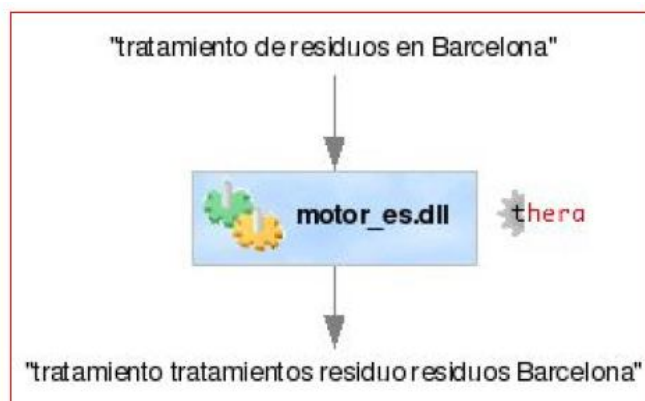 "tratamiento de residuos en Barcelona"
motor_es.dll
thera
"tratamiento tratamientos residuo residuos Barcelona"